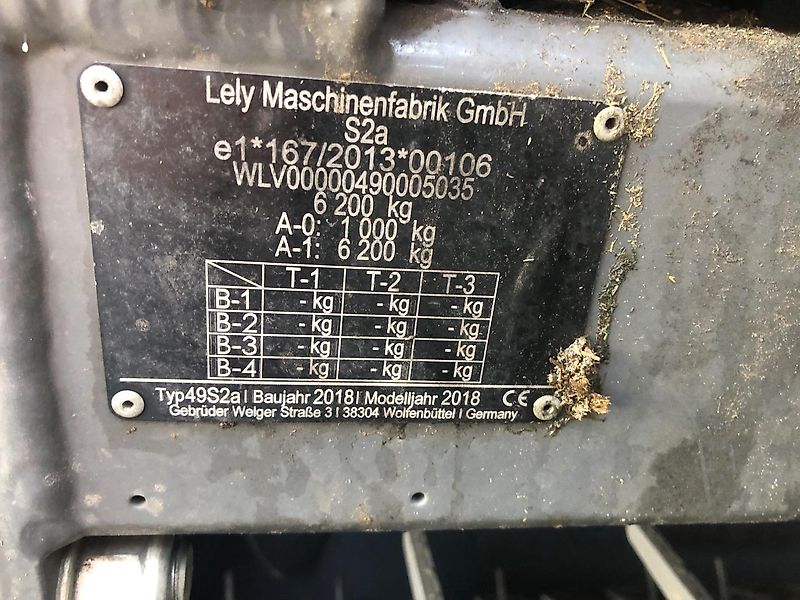 Lely Maschinenfabrik GmbH
S2a
e1*167/2013*00106
WLV00000490005035
6 200 kg
A-0: 1 000 kg
A-1: 6 200 kg
T-1 T-2 T-3
B-1 - kg - kg - kg
B-2 - kg - kg - kg
B-3 - kg - kg - kg
B-4 - kg - kg - kg
Typ49S2a | Baujahr 2018 | Modelljahr 2018 CE
Gebrüder Welger Straße 3 | 38304 Wolfenbüttel | Germany